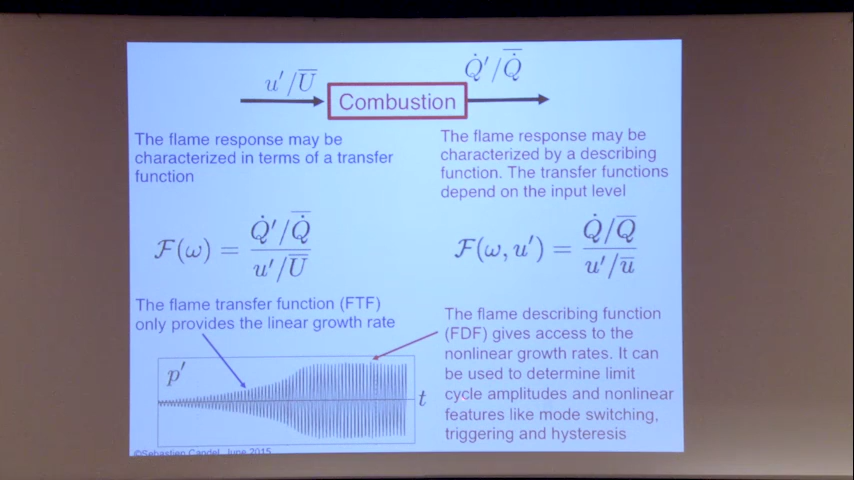 u′/U̅
Q̇′/Q̇̅
Combustion
The flame response may be
characterized in terms of a transfer
function
The flame response may be
characterized by a describing
function. The transfer functions
depend on the input level
ℱ(ω) = (Q̇′/Q̇̅)/(u′/U̅)
ℱ(ω, u′) = (Q̇/Q̅)/(u′/u̅)
The flame transfer function (FTF)
only provides the linear growth rate
The flame describing function
(FDF) gives access to the
nonlinear growth rates. It can
be used to determine limit
cycle amplitudes and nonlinear
features like mode switching,
triggering and hysteresis
p′
t
©Sebastien Candel, June 2015